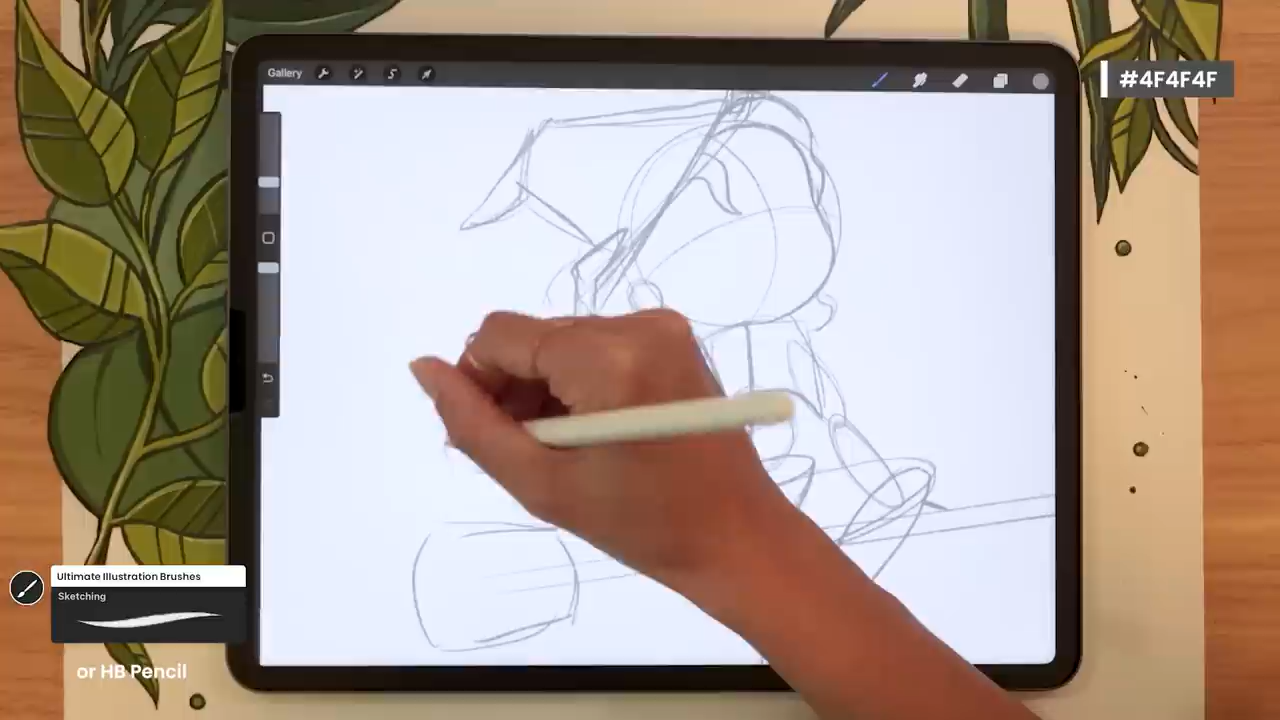 Gallery
#4F4F4F
Ultimate Illustration Brushes
Sketching
or HB Pencil